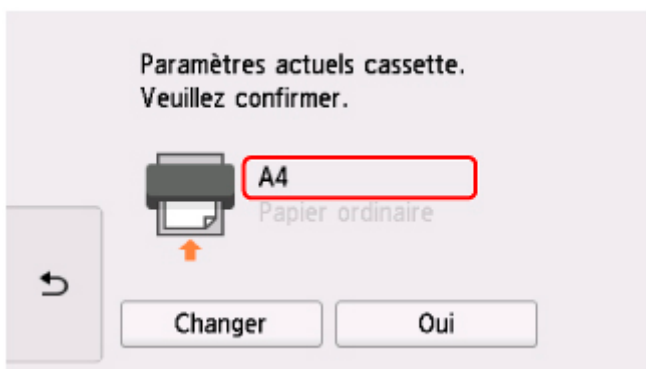 Paramètres actuels cassette.
Veuillez confirmer.
A4
Papier ordinaire
Changer
Oui